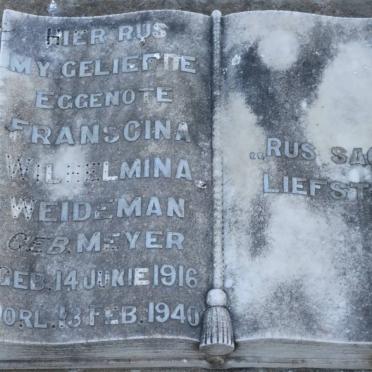 HIER RUS
MY GELIEFDE
EGGENOTE
FRANSCINA
WILHELMINA
WEIDEMAN
GEB. MEYER
GEB. 14 JUNIE 1916
OORL. 13 FEB. 1940
„RUS SAG
LIEFST